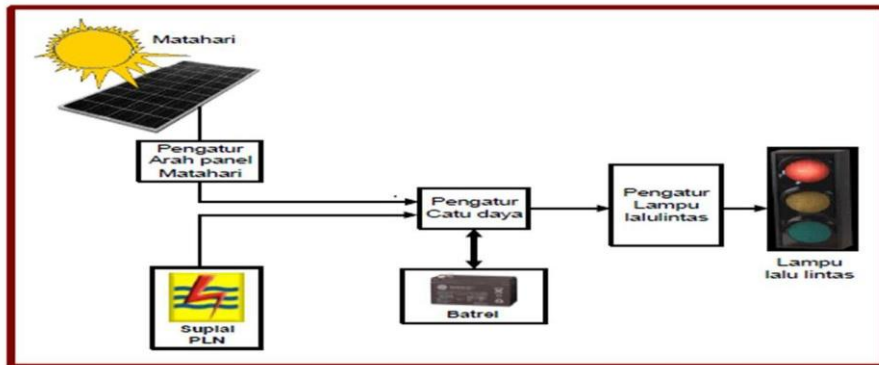 Matahari
Pengatur
Arah panel
Matahari
Pengatur
Catu daya
Pengatur
Lampu
lalulintas
Lampu
lalu lintas
Suplai
PLN
Batrei